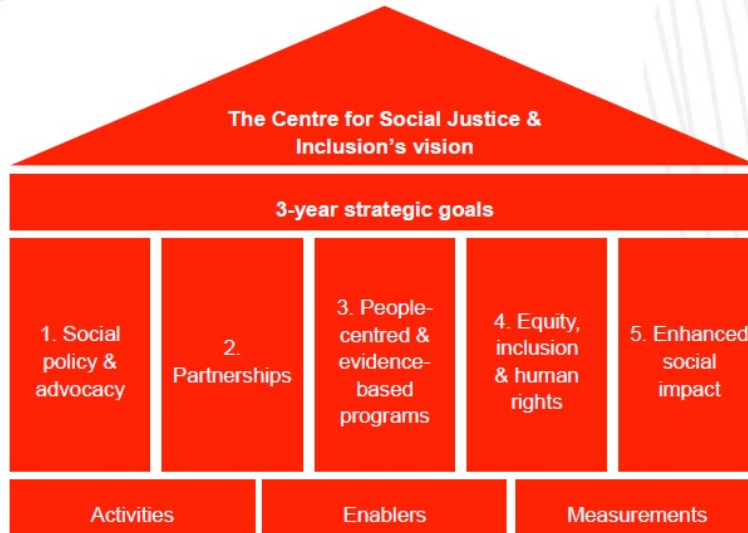 The Centre for Social Justice &
Inclusion's vision
3-year strategic goals
1. Social
policy &
advocacy
2.
Partnerships
3. People-
centred &
evidence-
based
programs
4. Equity,
inclusion
& human
rights
5. Enhanced
social
impact
Activities
Enablers
Measurements